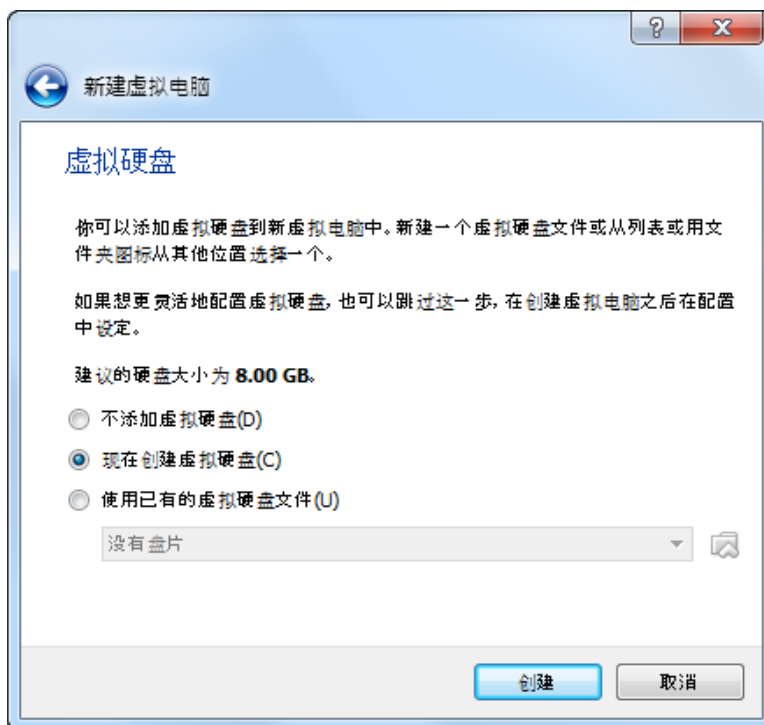 新建虚拟电脑
虚拟硬盘
你可以添加虚拟硬盘到新虚拟电脑中。新建一个虚拟硬盘文件或从列表或用文
件夹图标从其他位置选择一个。
如果想更灵活地配置虚拟硬盘，也可以跳过这一步，在创建虚拟电脑之后在配置
中设定。
建议的硬盘大小为 8.00 GB。
不添加虚拟硬盘(D)
现在创建虚拟硬盘(C)
使用已有的虚拟硬盘文件(U)
没有盘片
创建 取消